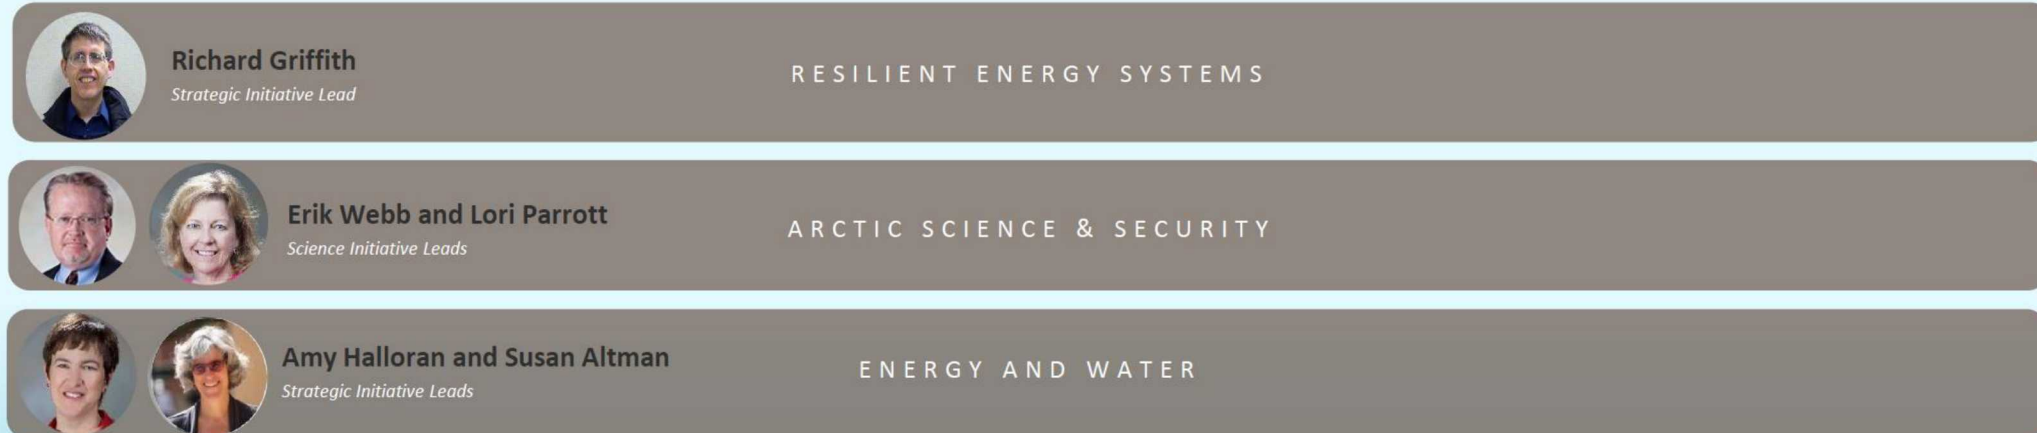 Richard Griffith
Strategic Initiative Lead
RESILIENT ENERGY SYSTEMS
Erik Webb and Lori Parrott
Science Initiative Leads
ARCTIC SCIENCE & SECURITY
Amy Halloran and Susan Altman
Strategic Initiative Leads
ENERGY AND WATER